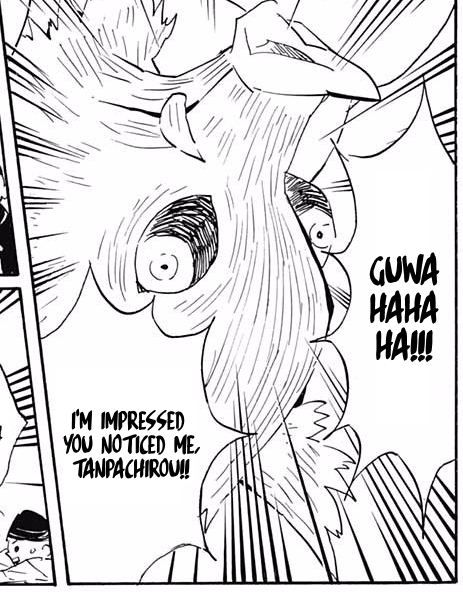 GUWA
HAHA
HA!!!
I'M IMPRESSED
YOU NOTICED ME,
TANPACHIROU!!